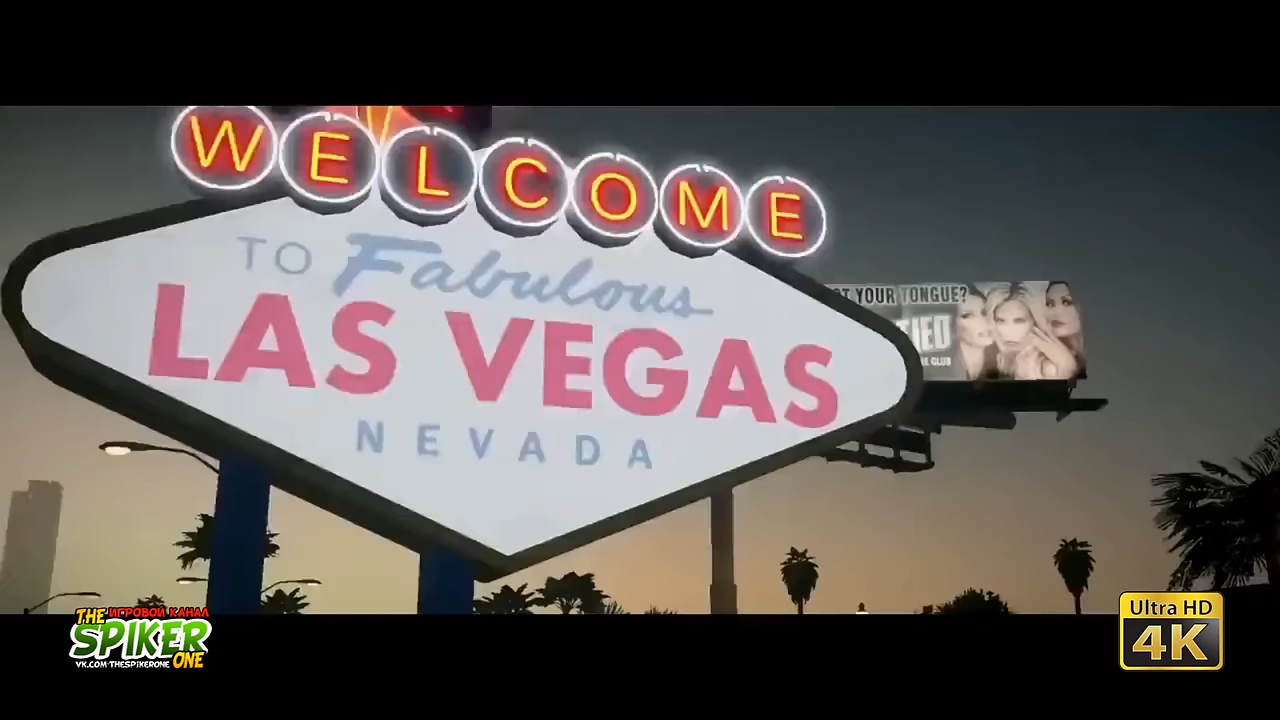 WELCOME
TO Fabulous
LAS VEGAS
NEVADA
YOUR TONGUE?
CLUB
THE ИГРОВОЙ КАНАЛ
SPIKER
VK.COM/THESPIKERONE ONE
Ultra HD
4K